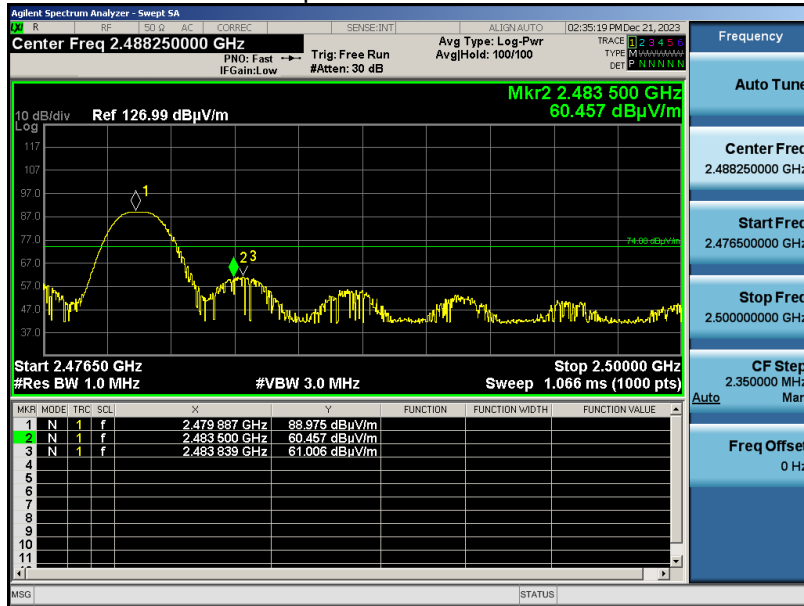 Agilent Spectrum Analyzer - Swept SA
LXI R RF 50 Ω AC CORREC SENSE:INT ALIGN AUTO 02:35:19 PM Dec 21, 2023
Center Freq 2.488250000 GHz
PNO: Fast
IFGain:Low
Trig: Free Run
#Atten: 30 dB
Avg Type: Log-Pwr
Avg|Hold: 100/100
TRACE 1 2 3 4 5 6
TYPE M
DET P N N N N N
Mkr2 2.483 500 GHz
60.457 dBµV/m
10 dB/div Ref 126.99 dBµV/m
Log
117
107
97.0
87.0
77.0
67.0
57.0
47.0
37.0
1
2 3
74.00 dBµV/m
Start 2.47650 GHz Stop 2.50000 GHz
#Res BW 1.0 MHz #VBW 3.0 MHz Sweep 1.066 ms (1000 pts)
MKR MODE TRC SCL X Y FUNCTION FUNCTION WIDTH FUNCTION VALUE
1 N 1 f 2.479 887 GHz 88.975 dBµV/m
2 N 1 f 2.483 500 GHz 60.457 dBµV/m
3 N 1 f 2.483 839 GHz 61.006 dBµV/m
4
5
6
7
8
9
10
11
MSG STATUS
Frequency
Auto Tune
Center Freq
2.488250000 GHz
Start Freq
2.476500000 GHz
Stop Freq
2.500000000 GHz
CF Step
2.350000 MHz
Auto Man
Freq Offset
0 Hz